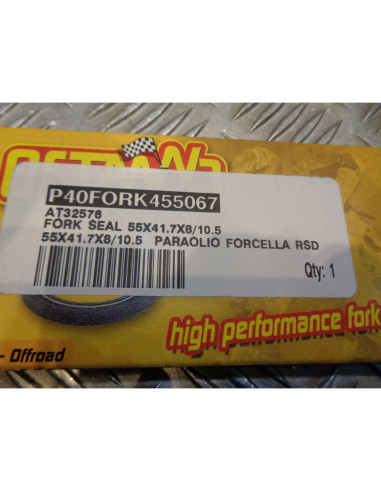 P40FORK455067
AT32576
FORK SEAL 55X41.7X8/10.5
55X41.7X8/10.5 PARAOLIO FORCELLA RSD
Qty: 1
high performance fork
- Offroad